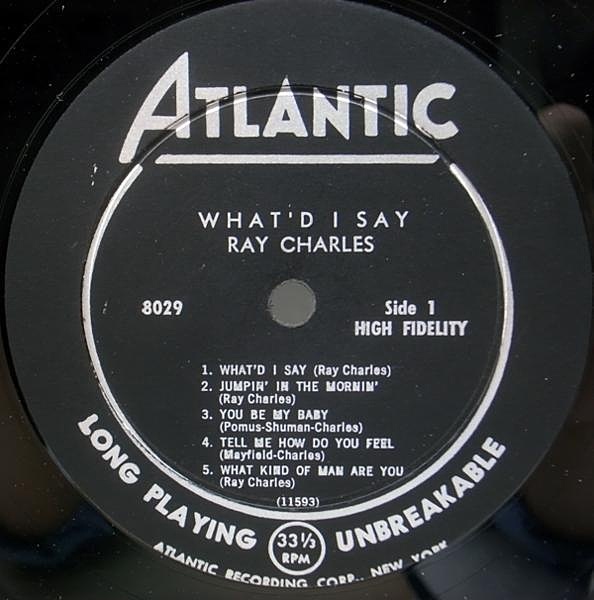 ATLANTIC
WHAT'D I SAY
RAY CHARLES
8029
Side 1
HIGH FIDELITY
1. WHAT'D I SAY (Ray Charles)
2. JUMPIN' IN THE MORNIN'
(Ray Charles)
3. YOU BE MY BABY
(Pomus-Shuman-Charles)
4. TELL ME HOW DO YOU FEEL
(Mayfield-Charles)
5. WHAT KIND OF MAN ARE YOU
(Ray Charles)
(11593)
LONG PLAYING 33⅓ RPM UNBREAKABLE
ATLANTIC RECORDING CORP., NEW YORK